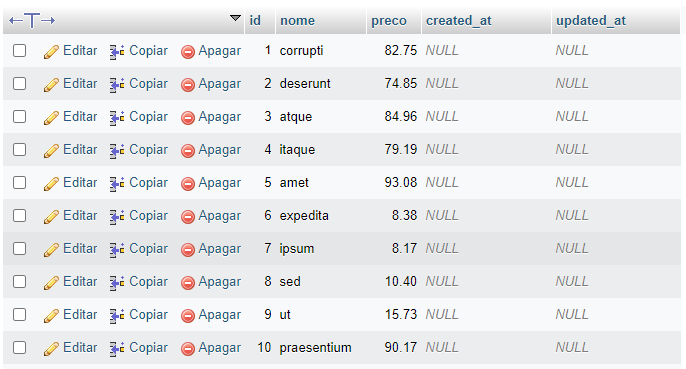 id nome preco created_at updated_at
Editar Copiar Apagar 1 corrupti 82.75 NULL NULL
Editar Copiar Apagar 2 deserunt 74.85 NULL NULL
Editar Copiar Apagar 3 atque 84.96 NULL NULL
Editar Copiar Apagar 4 itaque 79.19 NULL NULL
Editar Copiar Apagar 5 amet 93.08 NULL NULL
Editar Copiar Apagar 6 expedita 8.38 NULL NULL
Editar Copiar Apagar 7 ipsum 8.17 NULL NULL
Editar Copiar Apagar 8 sed 10.40 NULL NULL
Editar Copiar Apagar 9 ut 15.73 NULL NULL
Editar Copiar Apagar 10 praesentium 90.17 NULL NULL